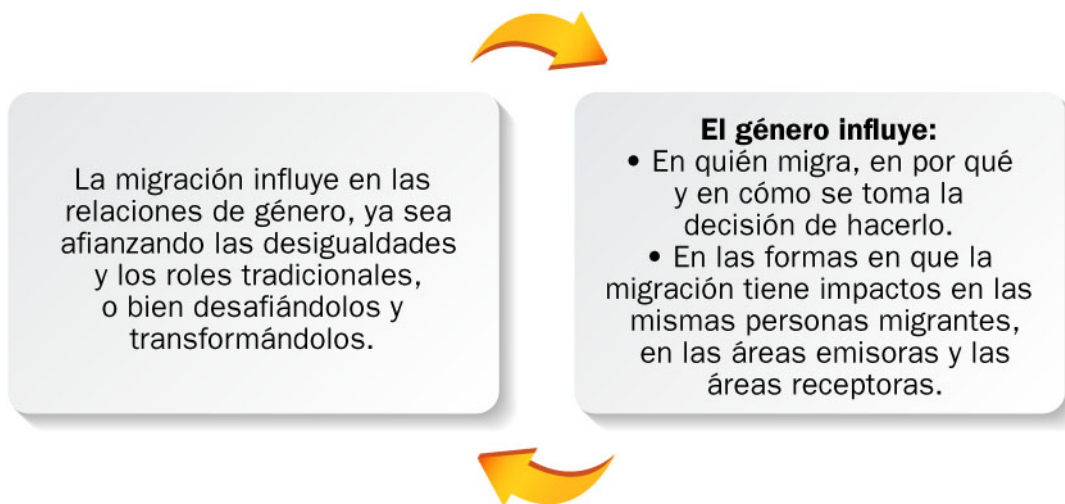 La migración influye en las
relaciones de género, ya sea
afianzando las desigualdades
y los roles tradicionales,
o bien desafiándolos y
transformándolos.
El género influye:
• En quién migra, en por qué
y en cómo se toma la
decisión de hacerlo.
• En las formas en que la
migración tiene impactos en las
mismas personas migrantes,
en las áreas emisoras y las
áreas receptoras.